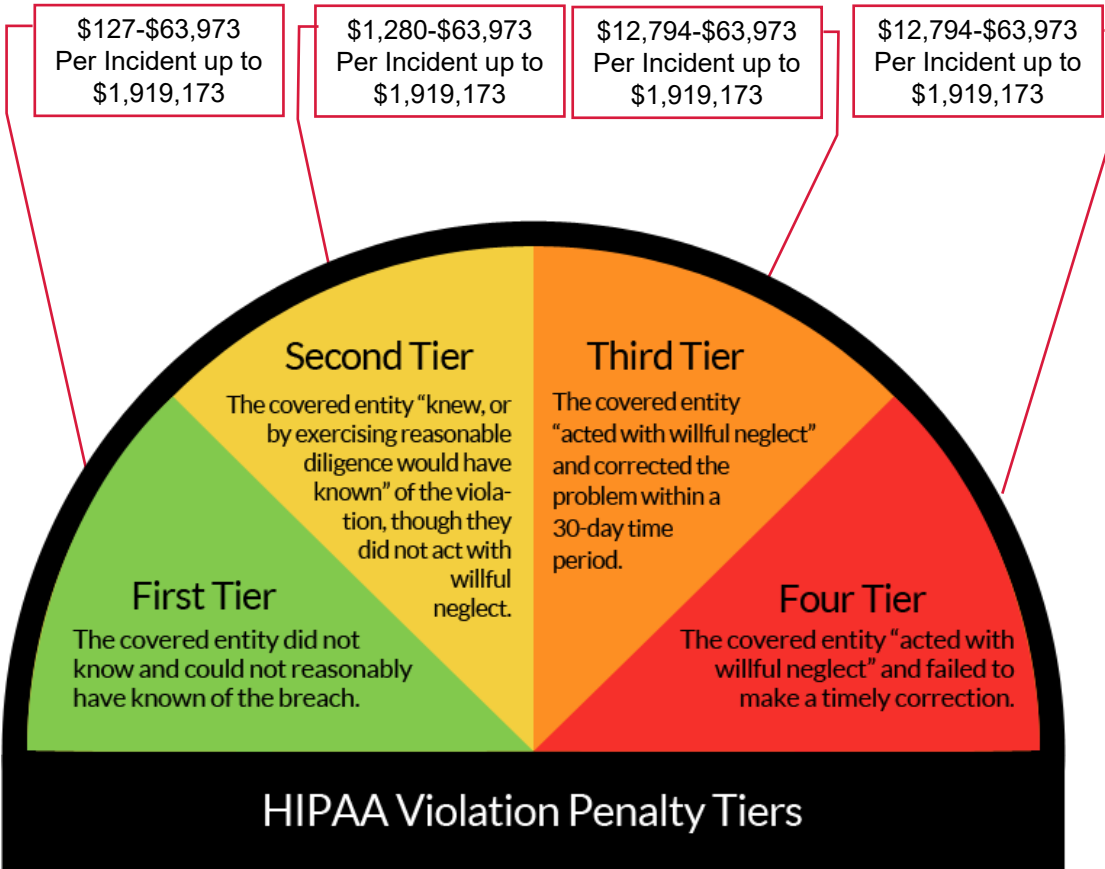 $127-$63,973
Per Incident up to
$1,919,173
$1,280-$63,973
Per Incident up to
$1,919,173
$12,794-$63,973
Per Incident up to
$1,919,173
$12,794-$63,973
Per Incident up to
$1,919,173
First Tier
The covered entity did not
know and could not reasonably
have known of the breach.
Second Tier
The covered entity “knew, or
by exercising reasonable
diligence would have
known” of the viola-
tion, though they
did not act with
willful
neglect.
Third Tier
The covered entity
“acted with willful neglect”
and corrected the
problem within a
30-day time
period.
Four Tier
The covered entity “acted with
willful neglect” and failed to
make a timely correction.
HIPAA Violation Penalty Tiers